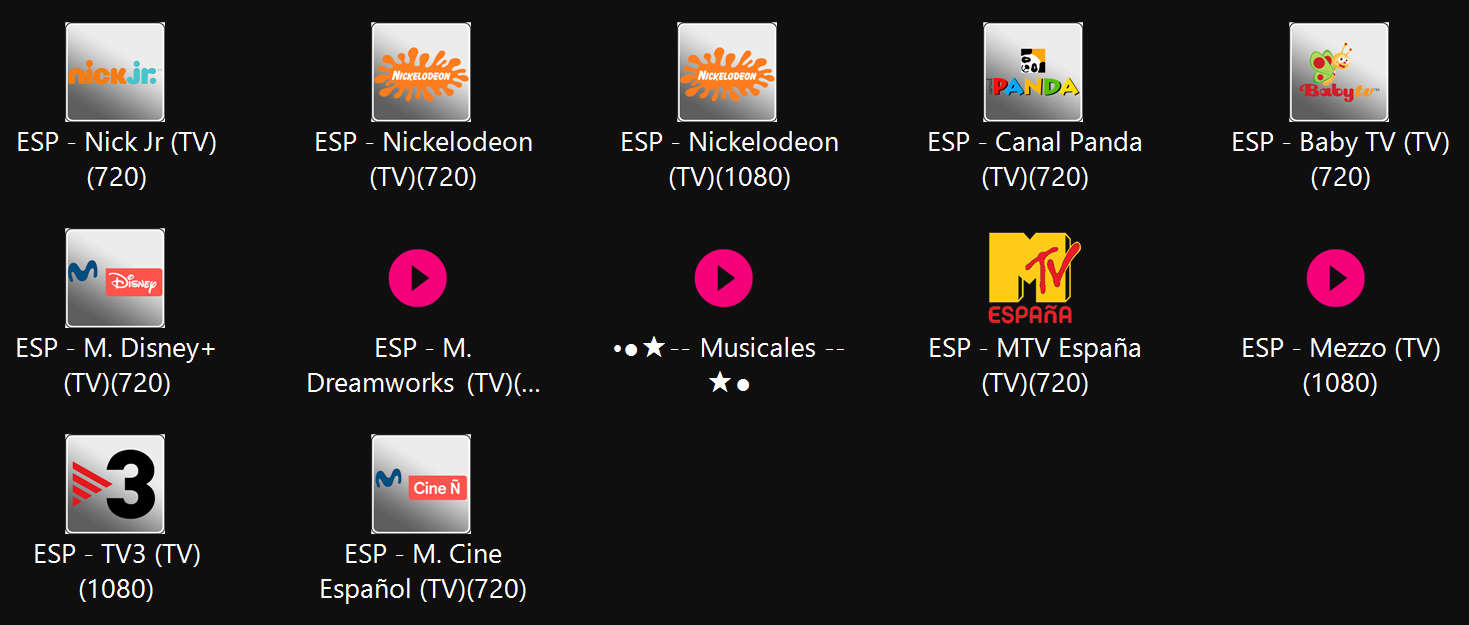 nick jr.
NICKELODEON
NICKELODEON
PANDA
Baby tv™
ESP - Nick Jr (TV)
(720)
ESP - Nickelodeon
(TV)(720)
ESP - Nickelodeon
(TV)(1080)
ESP - Canal Panda
(TV)(720)
ESP - Baby TV (TV)
(720)
Disney
MTV
ESPAÑA
ESP - M. Disney+
(TV)(720)
ESP - M.
Dreamworks (TV)(...
•●★-- Musicales --
★●
ESP - MTV España
(TV)(720)
ESP - Mezzo (TV)
(1080)
3
Cine Ñ
ESP - TV3 (TV)
(1080)
ESP - M. Cine
Español (TV)(720)